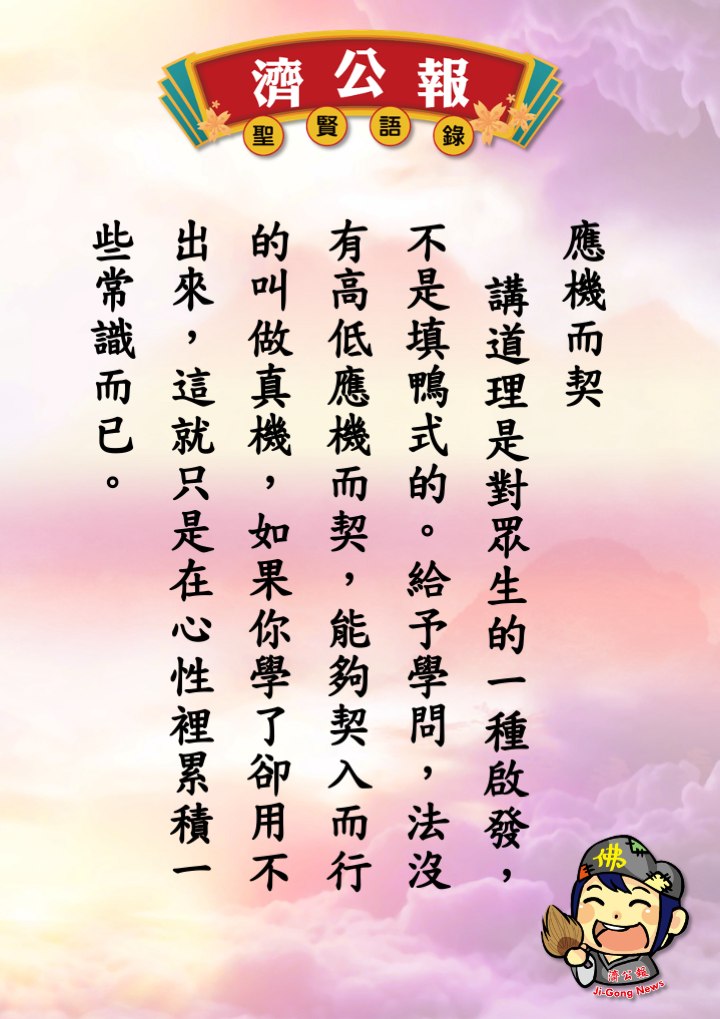 濟公報
聖賢語錄
應機而契
講道理是對眾生的一種啟發，
不是填鴨式的。給予學問，法沒
有高低應機而契，能夠契入而行
的叫做真機，如果你學了卻用不
出來，這就只是在心性裡累積一
些常識而已。
佛
濟公報
Ji-Gong News